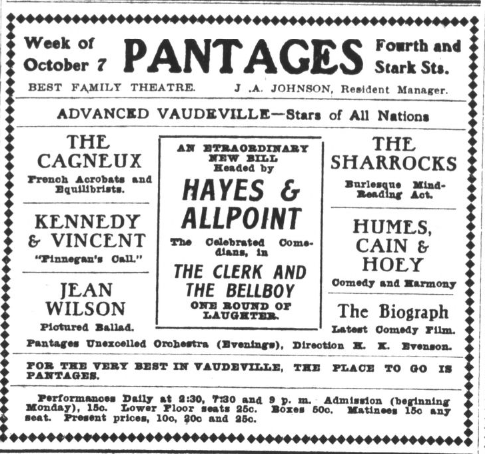 Week of
October 7
PANTAGES
Fourth and
Stark Sts.
BEST FAMILY THEATRE. J .A. JOHNSON, Resident Manager.
ADVANCED VAUDEVILLE—Stars of All Nations
THE
CAGNEUX
French Acrobats and
Equilibrists.
KENNEDY
& VINCENT
"Finnegan's Call."
JEAN
WILSON
Pictured Ballad.
AN ETRAORDINARY
NEW BILL
Headed by
HAYES &
ALLPOINT
The Celebrated Come-
dians, in
THE CLERK AND
THE BELLBOY
ONE ROUND OF
LAUGHTER.
THE
SHARROCKS
Burlesque Mind-
Reading Act.
HUMES,
CAIN &
HOEY
Comedy and Harmony
The Biograph
Latest Comedy Film.
Pantages Unexcelled Orchestra (Evenings), Direction H. K. Evenson.
FOR THE VERY BEST IN VAUDEVILLE, THE PLACE TO GO IS
PANTAGES.
Performances Daily at 2:30, 7:30 and 9 p. m. Admission (beginning
Monday), 15c. Lower Floor seats 25c. Boxes 50c. Matinees 15c any
seat. Present prices, 10c, 20c and 25c.